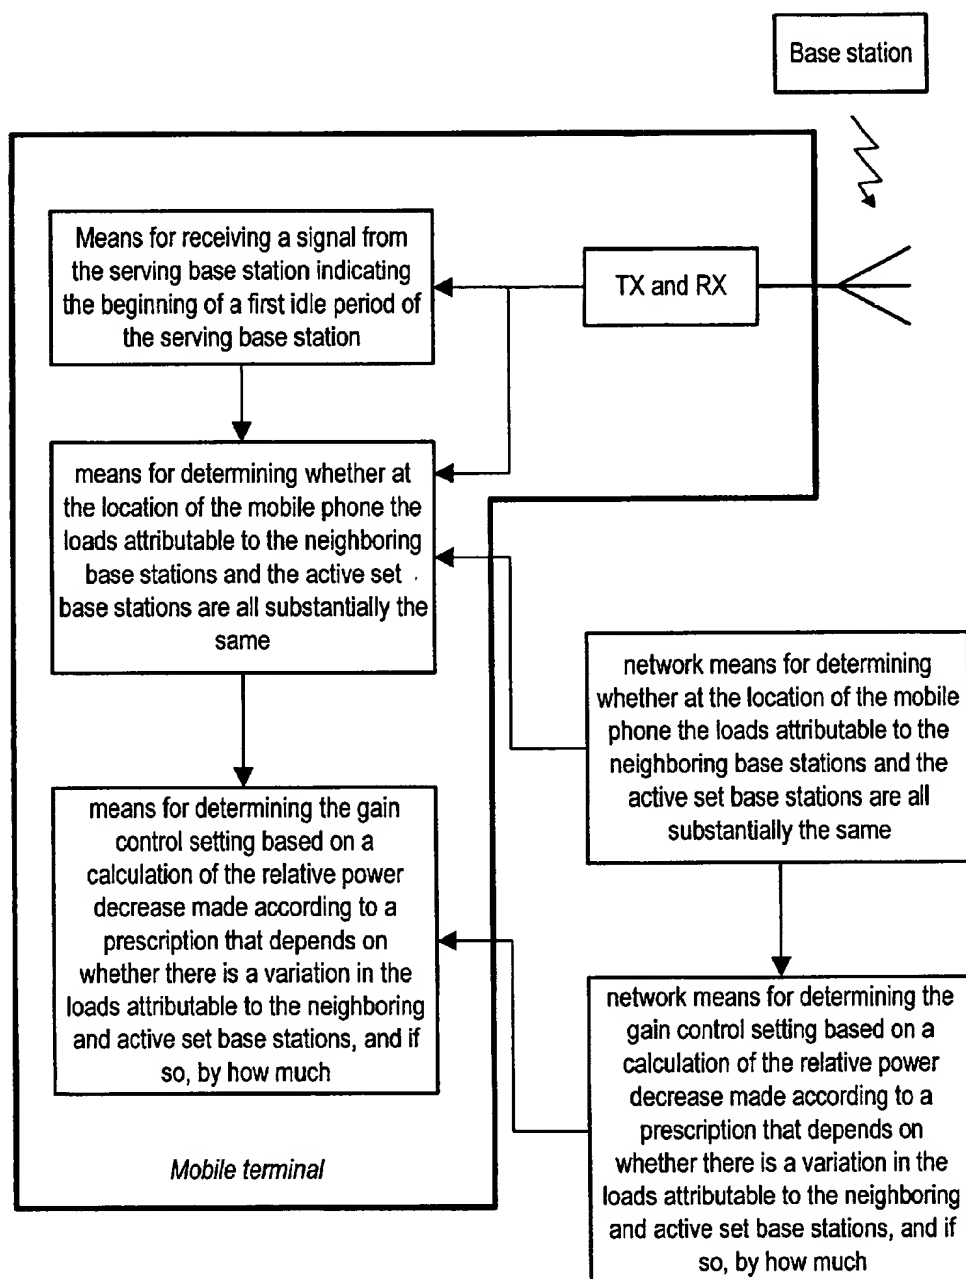 Base station
Means for receiving a signal from
the serving base station indicating
the beginning of a first idle period of
the serving base station
TX and RX
means for determining whether at
the location of the mobile phone the
loads attributable to the neighboring
base stations and the active set
base stations are all substantially the
same
network means for determining
whether at the location of the mobile
phone the loads attributable to the
neighboring base stations and the
active set base stations are all
substantially the same
means for determining the gain
control setting based on a
calculation of the relative power
decrease made according to a
prescription that depends on
whether there is a variation in the
loads attributable to the neighboring
and active set base stations, and if
so, by how much
network means for determining the
gain control setting based on a
calculation of the relative power
decrease made according to a
prescription that depends on
whether there is a variation in the
loads attributable to the neighboring
and active set base stations, and if
so, by how much
Mobile terminal